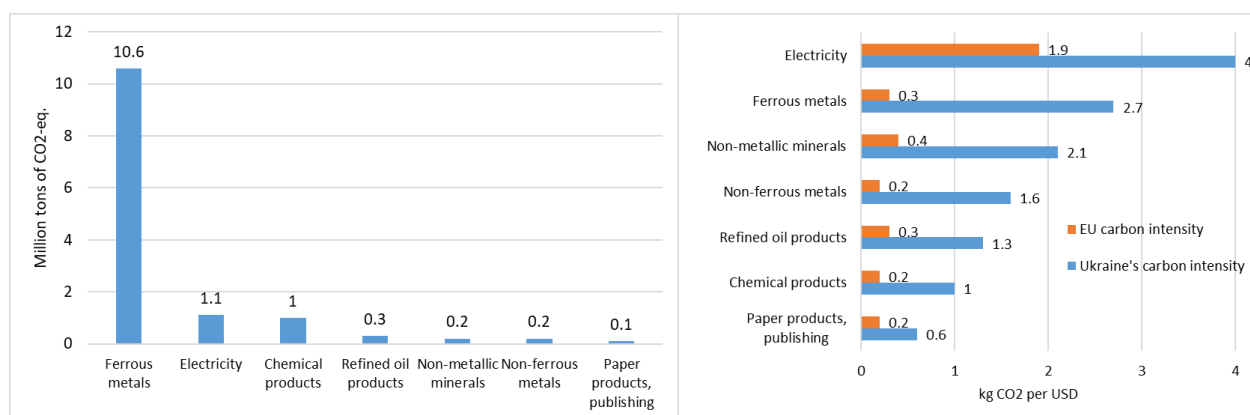 12
10
8
6
4
2
0
Million tons of CO2-eq.
10.6
1.1
1
0.3
0.2
0.2
0.1
Ferrous
metals
Electricity
Chemical
products
Refined oil
products
Non-metallic
minerals
Non-ferrous
metals
Paper
products,
publishing
Electricity
1.9
4
Ferrous metals
0.3
2.7
Non-metallic minerals
0.4
2.1
Non-ferrous metals
0.2
1.6
Refined oil products
0.3
1.3
Chemical products
0.2
1
Paper products,
publishing
0.2
0.6
EU carbon intensity
Ukraine's carbon intensity
0
1
2
3
4
kg CO2 per USD